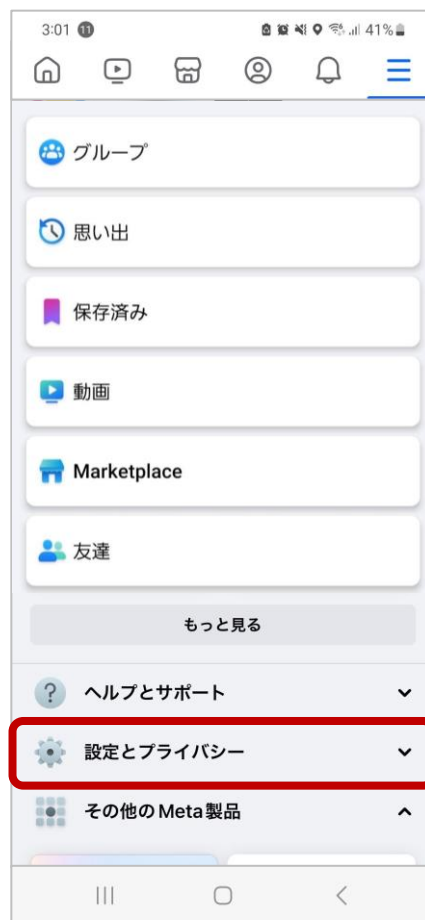 3:01 11 41%
グループ
思い出
保存済み
動画
Marketplace
友達
もっと見る
? ヘルプとサポート
設定とプライバシー
その他のMeta製品